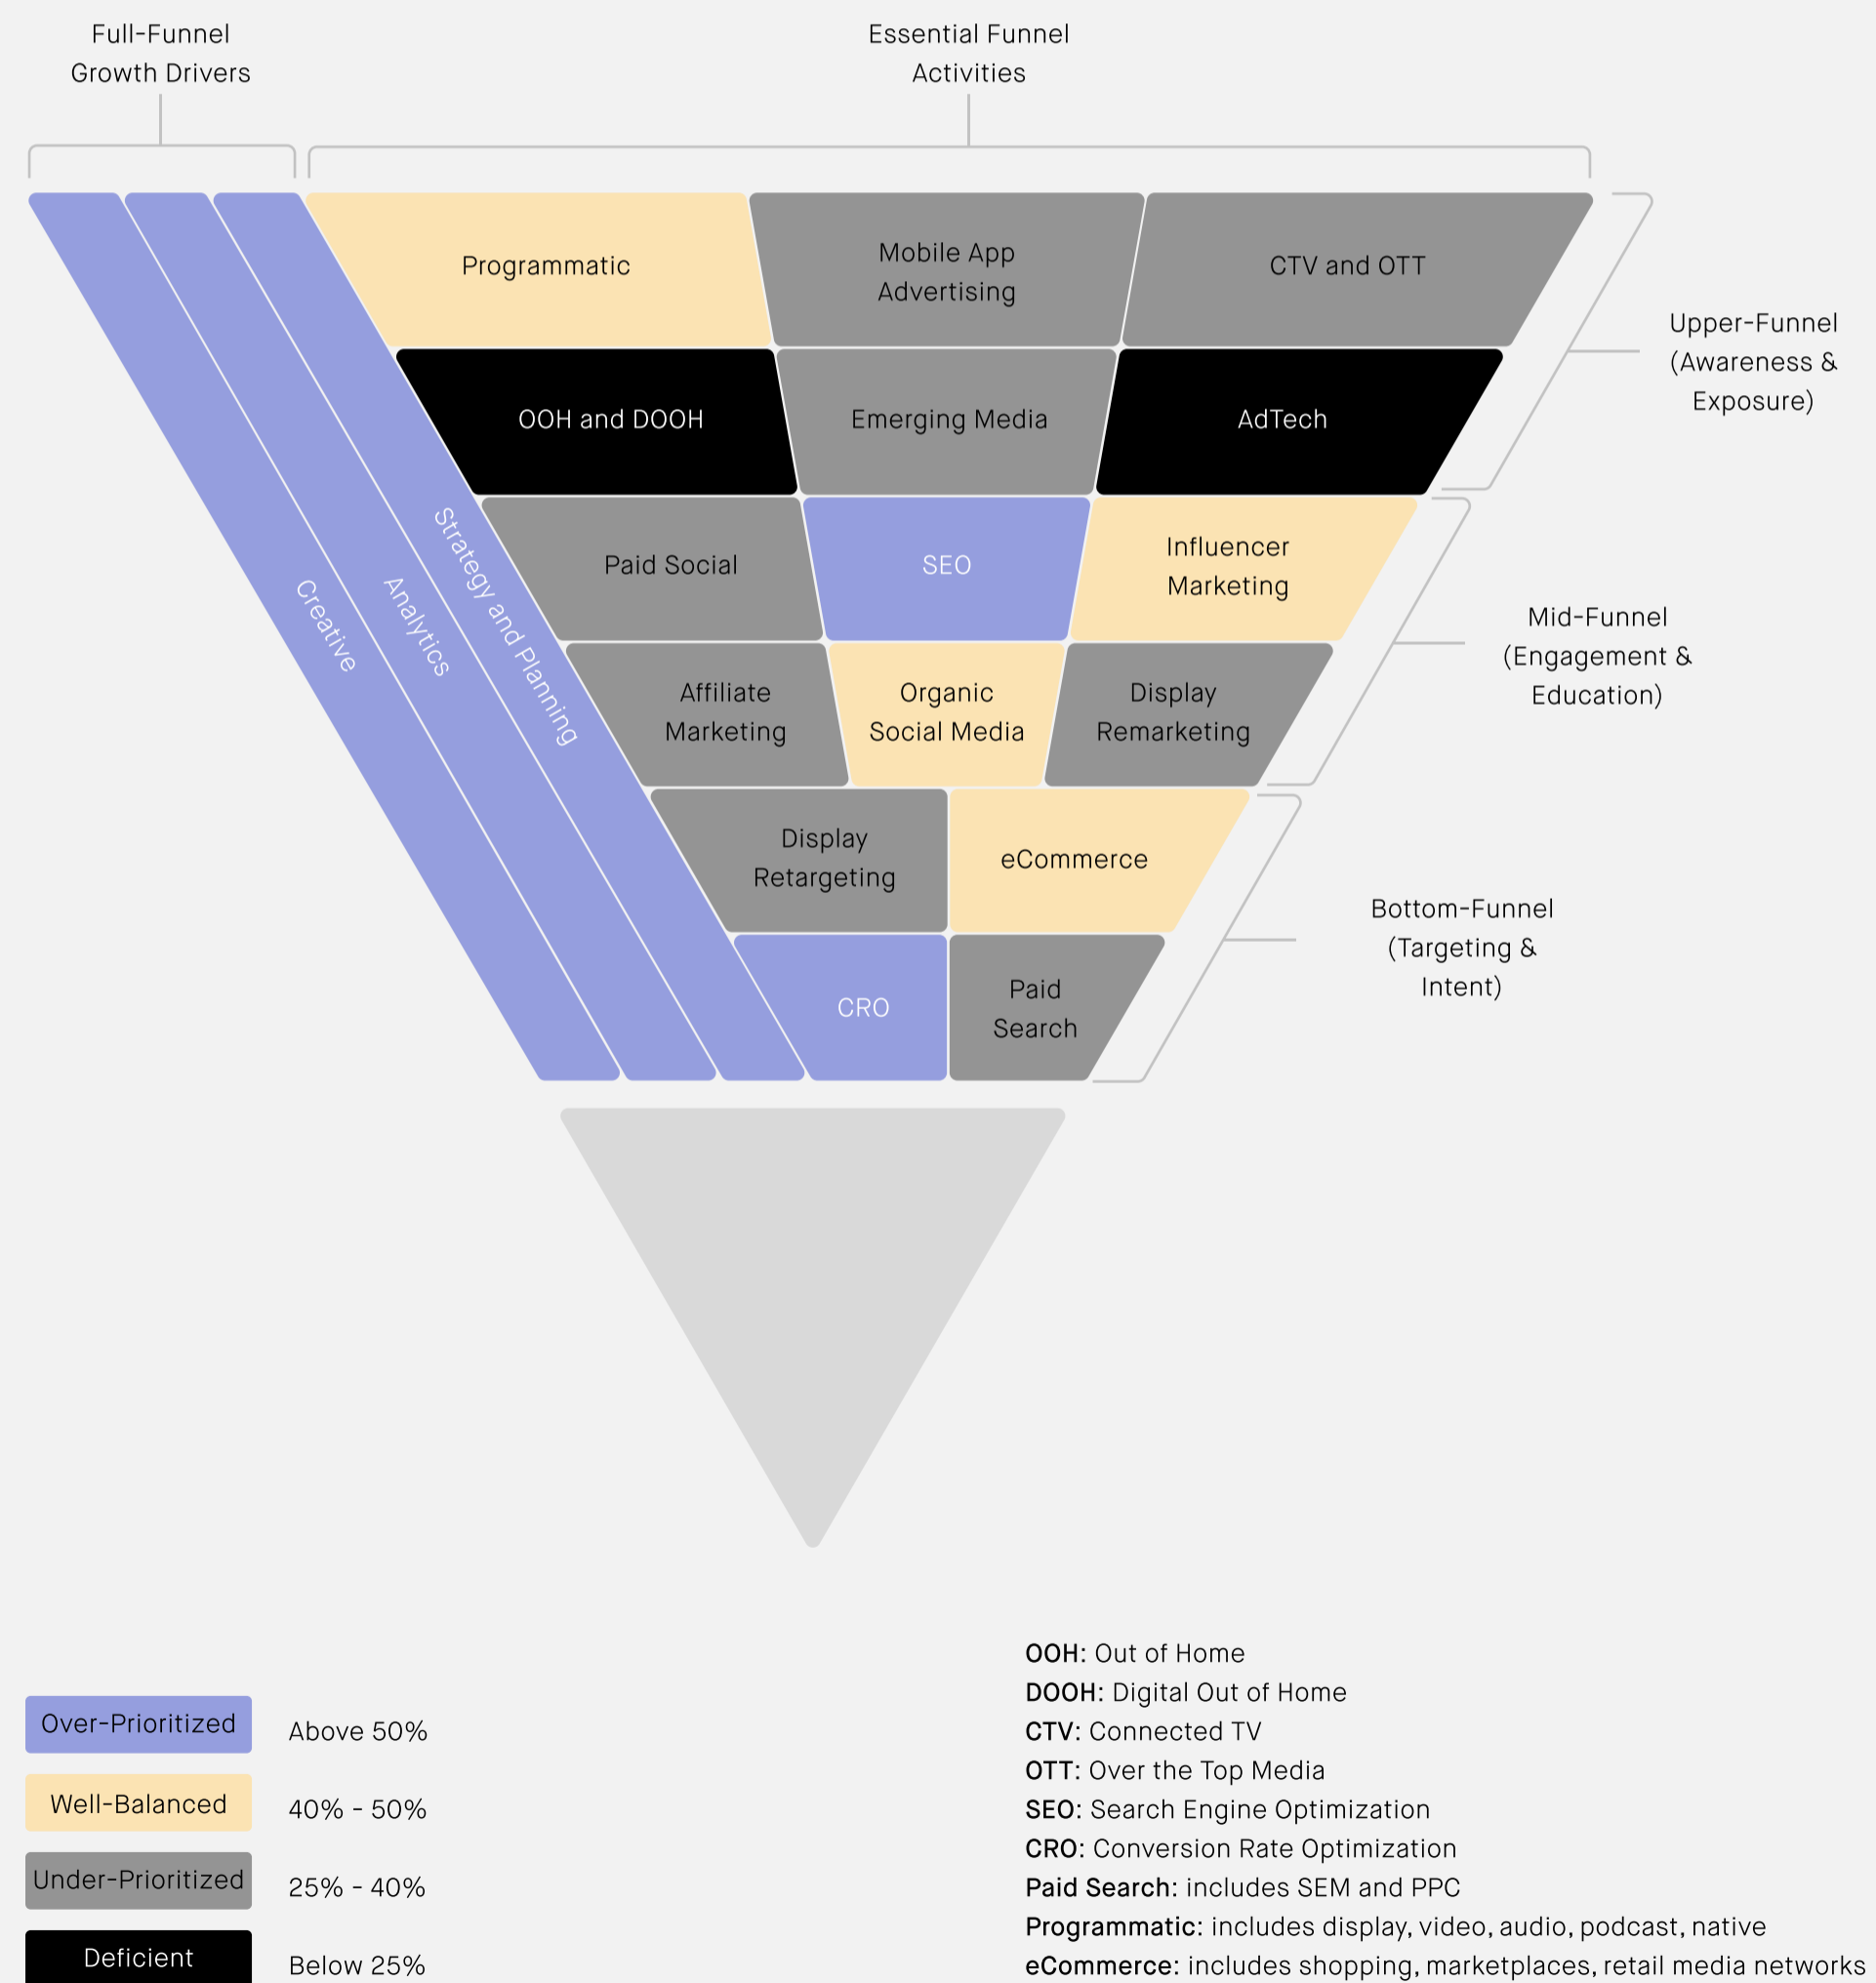 Full-Funnel
Growth Drivers
Essential Funnel
Activities
Programmatic
Mobile App
Advertising
CTV and OTT
Upper-Funnel
(Awareness &
Exposure)
OOH and DOOH
Emerging Media
AdTech
Creative
Analytics
Strategy and Planning
Paid Social
SEO
Influencer
Marketing
Mid-Funnel
(Engagement &
Education)
Affiliate
Marketing
Organic
Social Media
Display
Remarketing
Display
Retargeting
eCommerce
Bottom-Funnel
(Targeting &
Intent)
CRO
Paid
Search
Over-Prioritized
Above 50%
Well-Balanced
40% - 50%
Under-Prioritized
25% - 40%
Deficient
Below 25%
OOH: Out of Home
DOOH: Digital Out of Home
CTV: Connected TV
OTT: Over the Top Media
SEO: Search Engine Optimization
CRO: Conversion Rate Optimization
Paid Search: includes SEM and PPC
Programmatic: includes display, video, audio, podcast, native
eCommerce: includes shopping, marketplaces, retail media networks